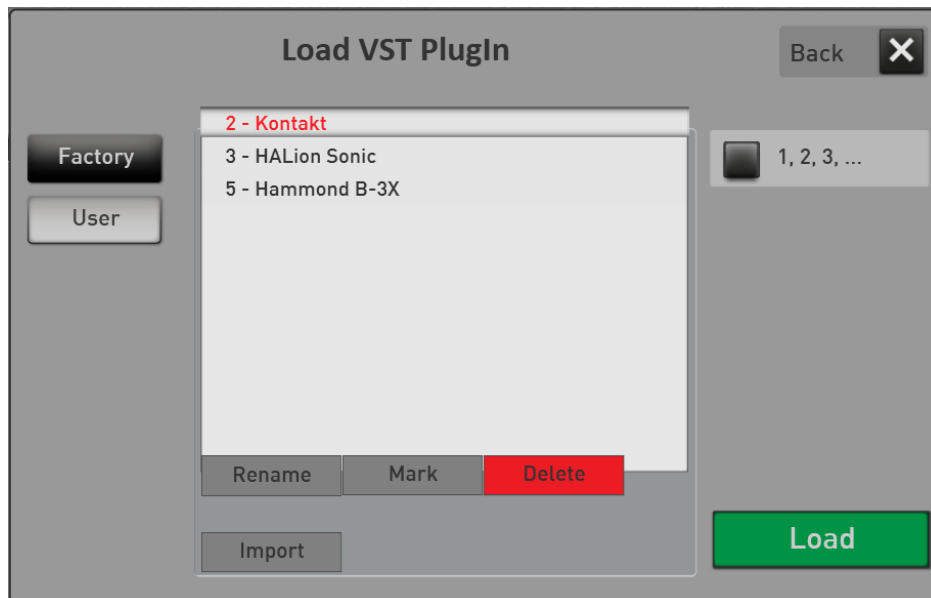 Load VST PlugIn
Back
Factory
User
2 - Kontakt
3 - HALion Sonic
5 - Hammond B-3X
1, 2, 3, ...
Rename
Mark
Delete
Import
Load